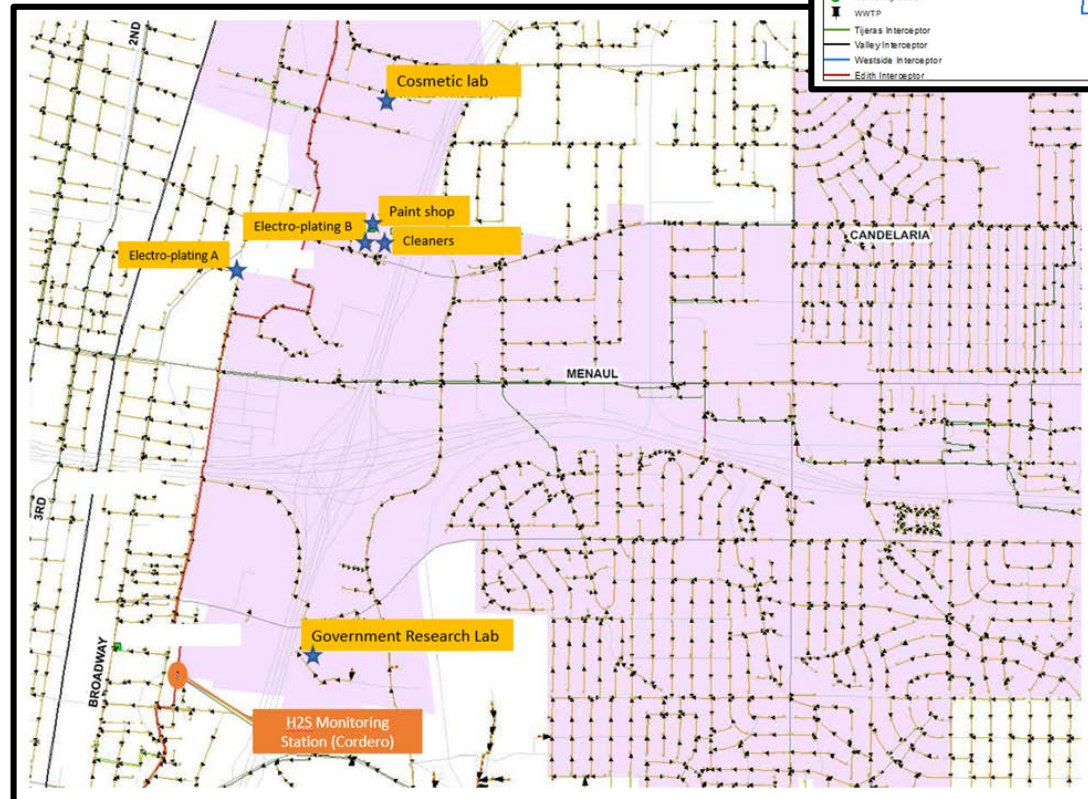 WWTP
Tijeras Interceptor
Valley Interceptor
Westside Interceptor
Edith Interceptor
2ND
Cosmetic lab
Paint shop
Electro-plating B
Cleaners
CANDELARIA
Electro-plating A
MENAUL
3RD
Government Research Lab
BROADWAY
H2S Monitoring
Station (Cordero)